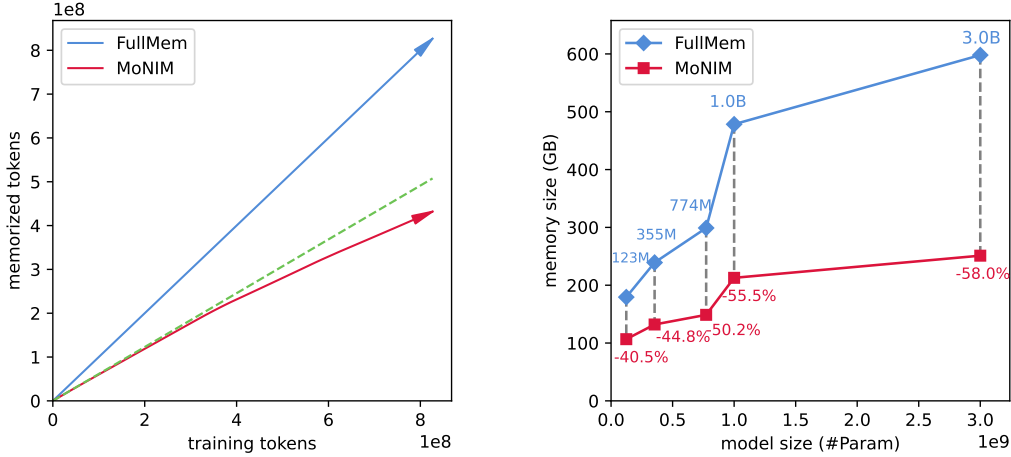 1e8
FullMem
MoNIM
memorized tokens
8
7
6
5
4
3
2
1
0
0
2
4
6
8
training tokens
1e8
FullMem
MoNIM
memory size (GB)
600
500
400
300
200
100
0
3.0B
1.0B
774M
355M
123M
-58.0%
-55.5%
-50.2%
-44.8%
-40.5%
0.0
0.5
1.0
1.5
2.0
2.5
3.0
model size (#Param)
1e9